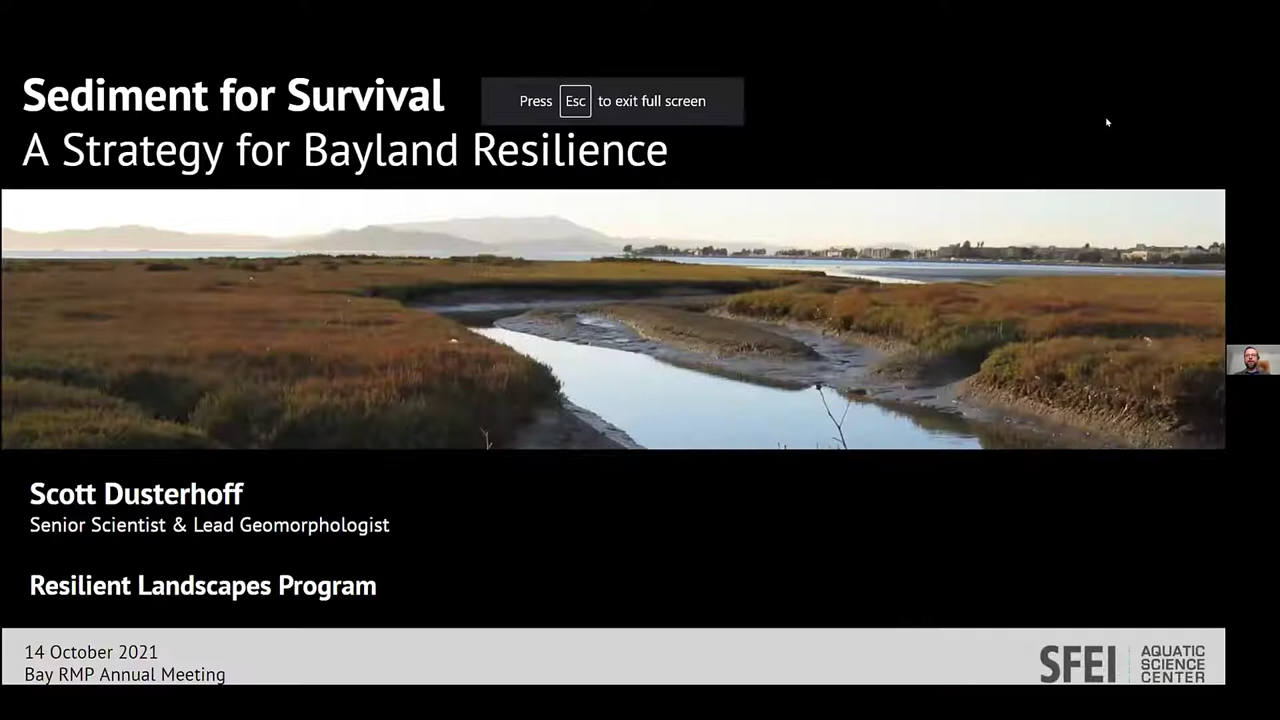 Sediment for Survival
Press Esc to exit full screen
A Strategy for Bayland Resilience
Scott Dusterhoff
Senior Scientist & Lead Geomorphologist
Resilient Landscapes Program
14 October 2021
Bay RMP Annual Meeting
SFEI
AQUATIC
SCIENCE
CENTER